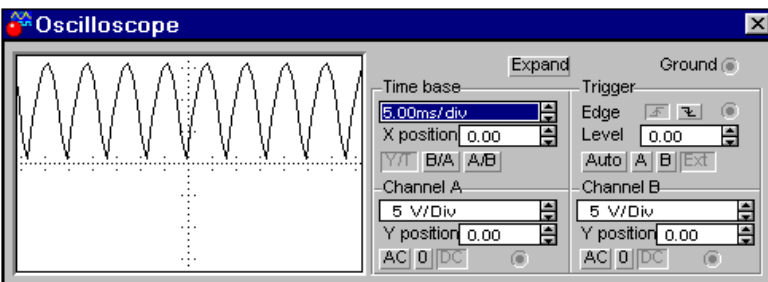 Oscilloscope
Expand Ground
Time base Trigger
5.00ms/div Edge
X position 0.00 Level 0.00
Y/T B/A A/B Auto A B Ext
Channel A Channel B
5 V/Div 5 V/Div
Y position 0.00 Y position 0.00
AC 0 DC AC 0 DC